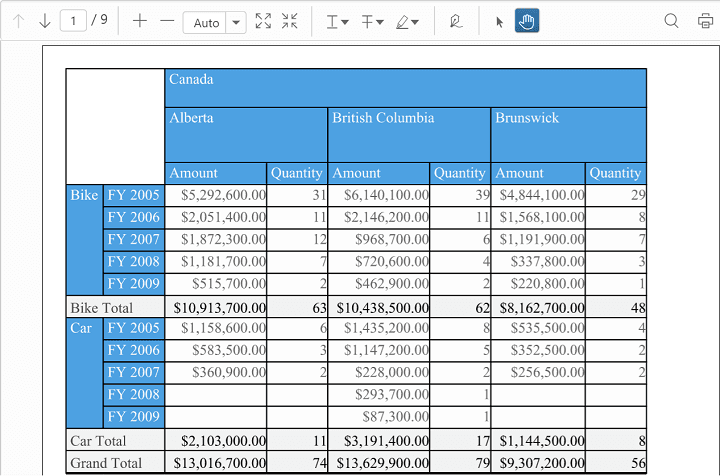 1 / 9 Auto
Canada
Alberta British Columbia Brunswick
Amount Quantity Amount Quantity Amount Quantity
Bike FY 2005 $5,292,600.00 31 $6,140,100.00 39 $4,844,100.00 29
FY 2006 $2,051,400.00 11 $2,146,200.00 11 $1,568,100.00 8
FY 2007 $1,872,300.00 12 $968,700.00 6 $1,191,900.00 7
FY 2008 $1,181,700.00 7 $720,600.00 4 $337,800.00 3
FY 2009 $515,700.00 2 $462,900.00 2 $220,800.00 1
Bike Total $10,913,700.00 63 $10,438,500.00 62 $8,162,700.00 48
Car FY 2005 $1,158,600.00 6 $1,435,200.00 8 $535,500.00 4
FY 2006 $583,500.00 3 $1,147,200.00 5 $352,500.00 2
FY 2007 $360,900.00 2 $228,000.00 2 $256,500.00 2
FY 2008 $293,700.00 1
FY 2009 $87,300.00 1
Car Total $2,103,000.00 11 $3,191,400.00 17 $1,144,500.00 8
Grand Total $13,016,700.00 74 $13,629,900.00 79 $9,307,200.00 56